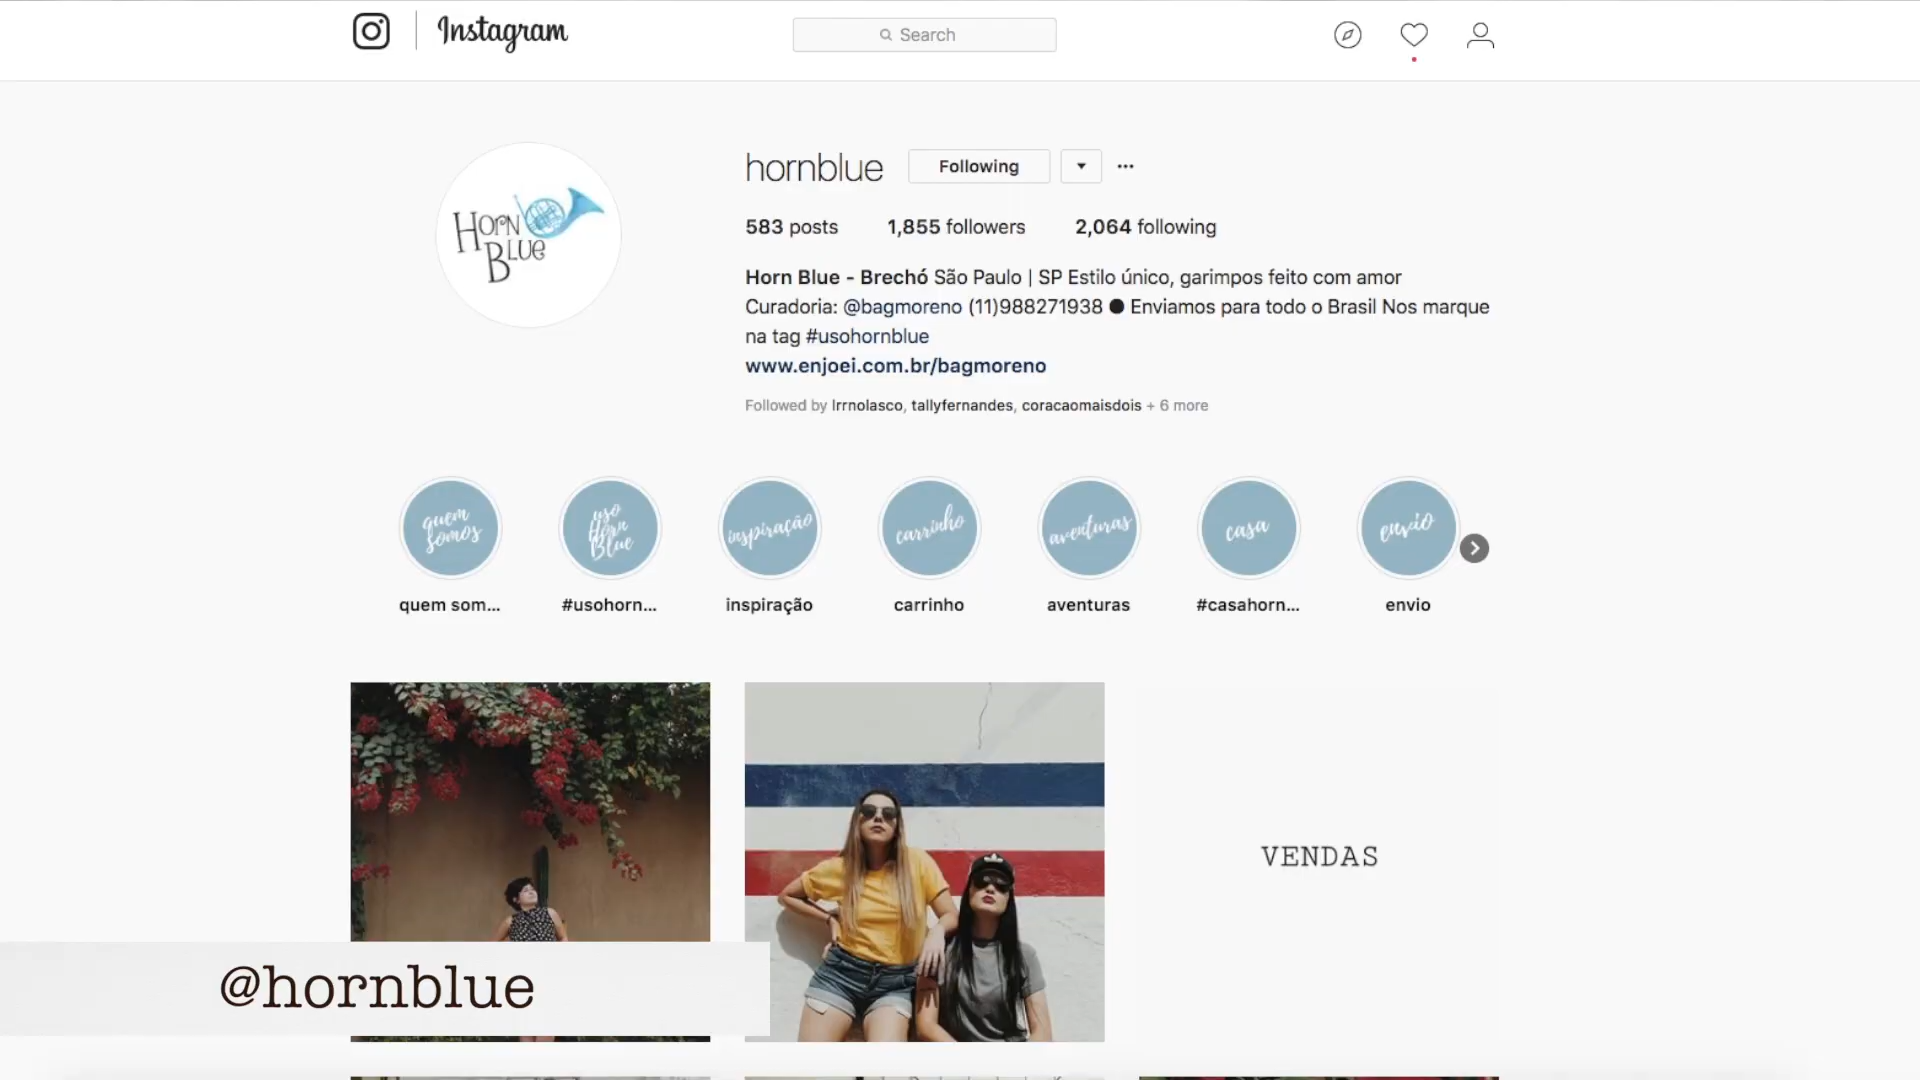 Instagram
Search
hornblue
Following
583 posts 1,855 followers 2,064 following
Horn Blue - Brechó São Paulo | SP Estilo único, garimpos feito com amor
Curadoria: @bagmoreno (11)988271938 ● Enviamos para todo o Brasil Nos marque
na tag #usohornblue
www.enjoei.com.br/bagmoreno
Followed by lrrnolasco, tallyfernandes, coracaomaisdois + 6 more
HORN
BLUE
quem
somos
uso
Horn
Blue
inspiração
carrinho
aventuras
casa
envio
quem som...
#usohorn...
inspiração
carrinho
aventuras
#casahorn...
envio
VENDAS
@hornblue